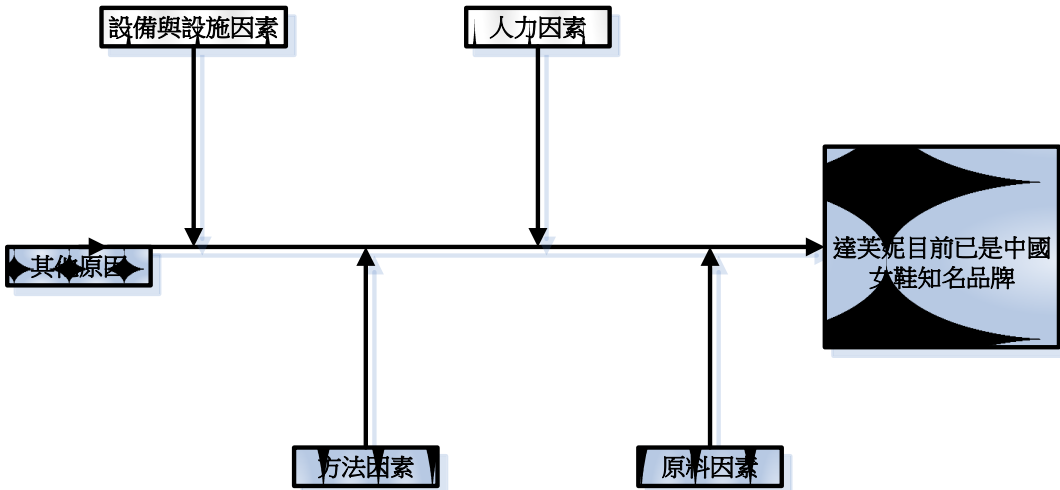 設備與設施因素
人力因素
其他原因
達芙妮目前已是中國
女鞋知名品牌
方法因素
原料因素